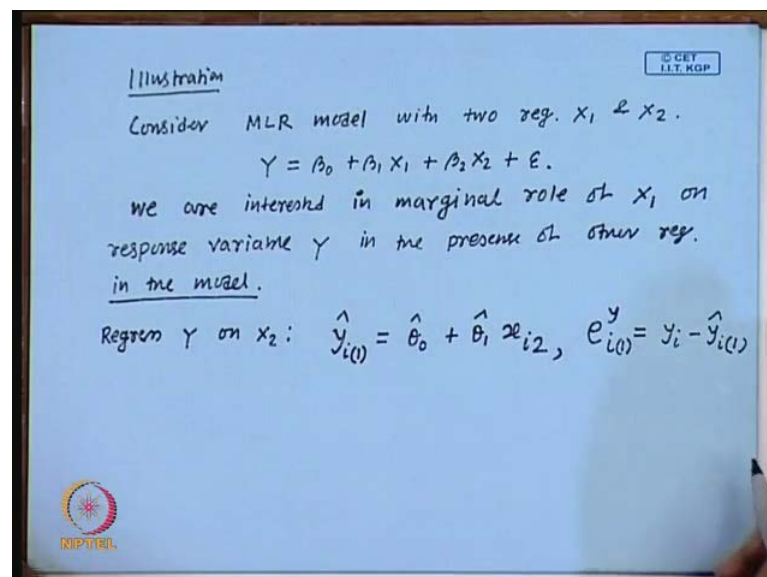 © CET
I.I.T. KGP
Illustration
Consider MLR model with two reg. X₁ & X₂.
Y = β₀ + β₁ X₁ + β₂ X₂ + ε.
we are interested in marginal role of X₁ on
response variable Y in the presence of other reg.
in the model.
Regress Y on X₂ : ŷᵢ₍₁₎ = θ̂₀ + θ̂₁ xᵢ₂, eʸᵢ₍₁₎ = yᵢ - ŷᵢ₍₁₎
NPTEL